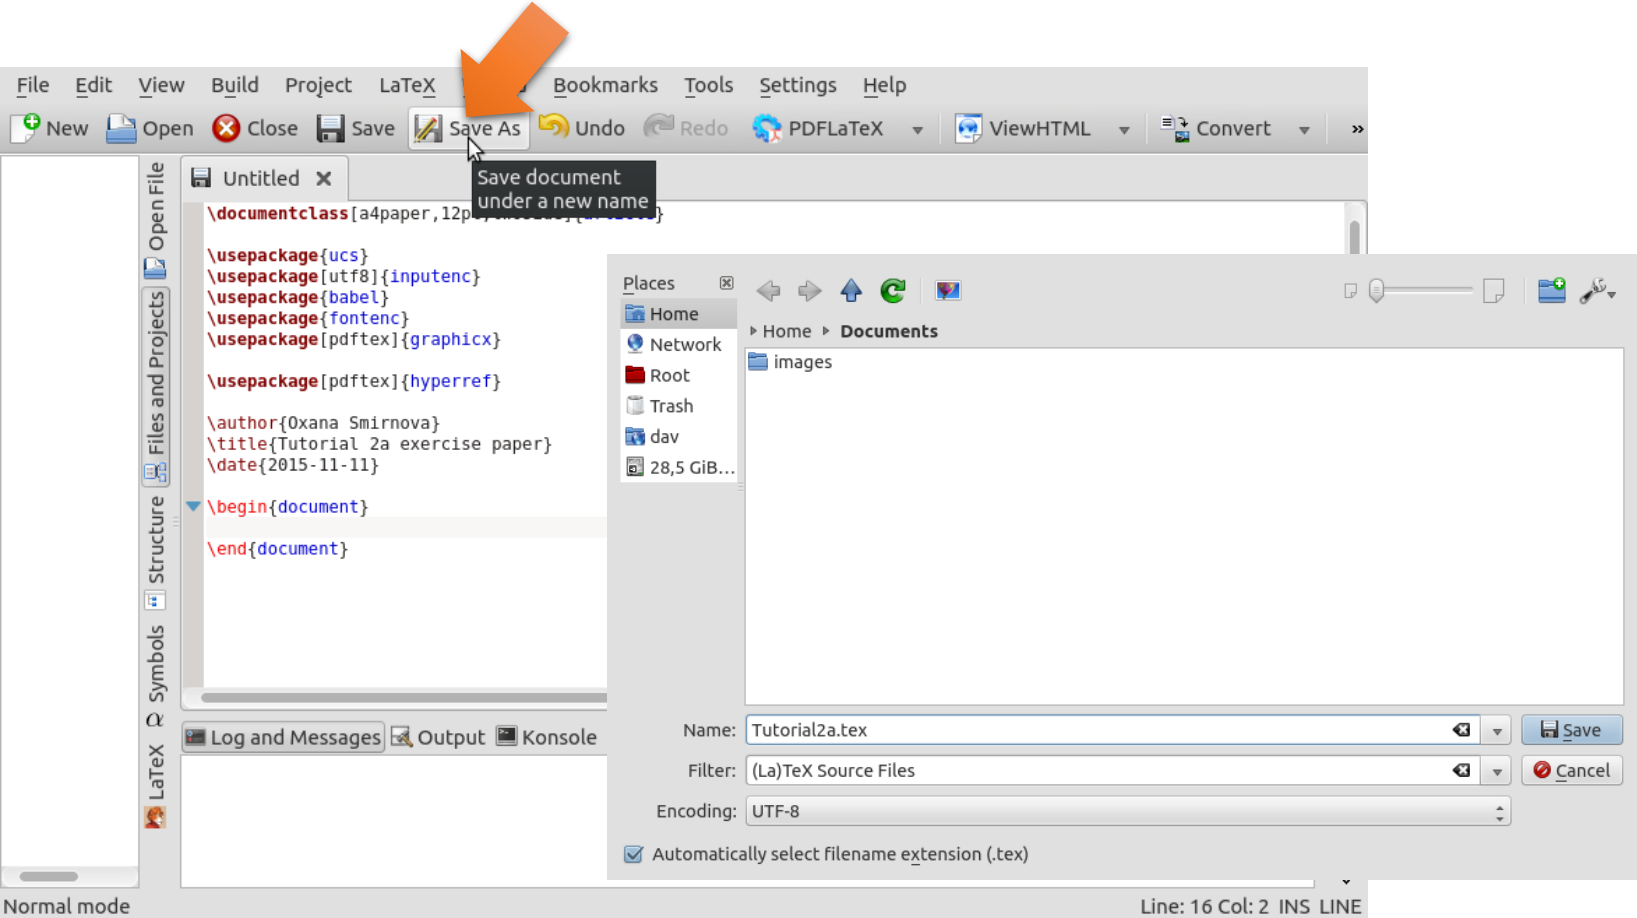 File Edit View Build Project LaTeX Bookmarks Tools Settings Help
New Open Close Save Save As Undo Redo PDFLaTeX ViewHTML Convert »
Untitled
Save document
under a new name
Open File
Files and Projects
Structure
Symbols
α
LaTeX
\documentclass[a4paper,
\usepackage{ucs}
\usepackage[utf8]{inputenc}
\usepackage{babel}
\usepackage{fontenc}
\usepackage[pdftex]{graphicx}
\usepackage[pdftex]{hyperref}
\author{Oxana Smirnova}
\title{Tutorial 2a exercise paper}
\date{2015-11-11}
\begin{document}
\end{document}
Log and Messages Output Konsole
Places
Home
Network
Root
Trash
dav
28,5 GiB...
Home Documents
images
Name: Tutorial2a.tex Save
Filter: (La)TeX Source Files Cancel
Encoding: UTF-8
Automatically select filename extension (.tex)
Normal mode
Line: 16 Col: 2 INS LINE